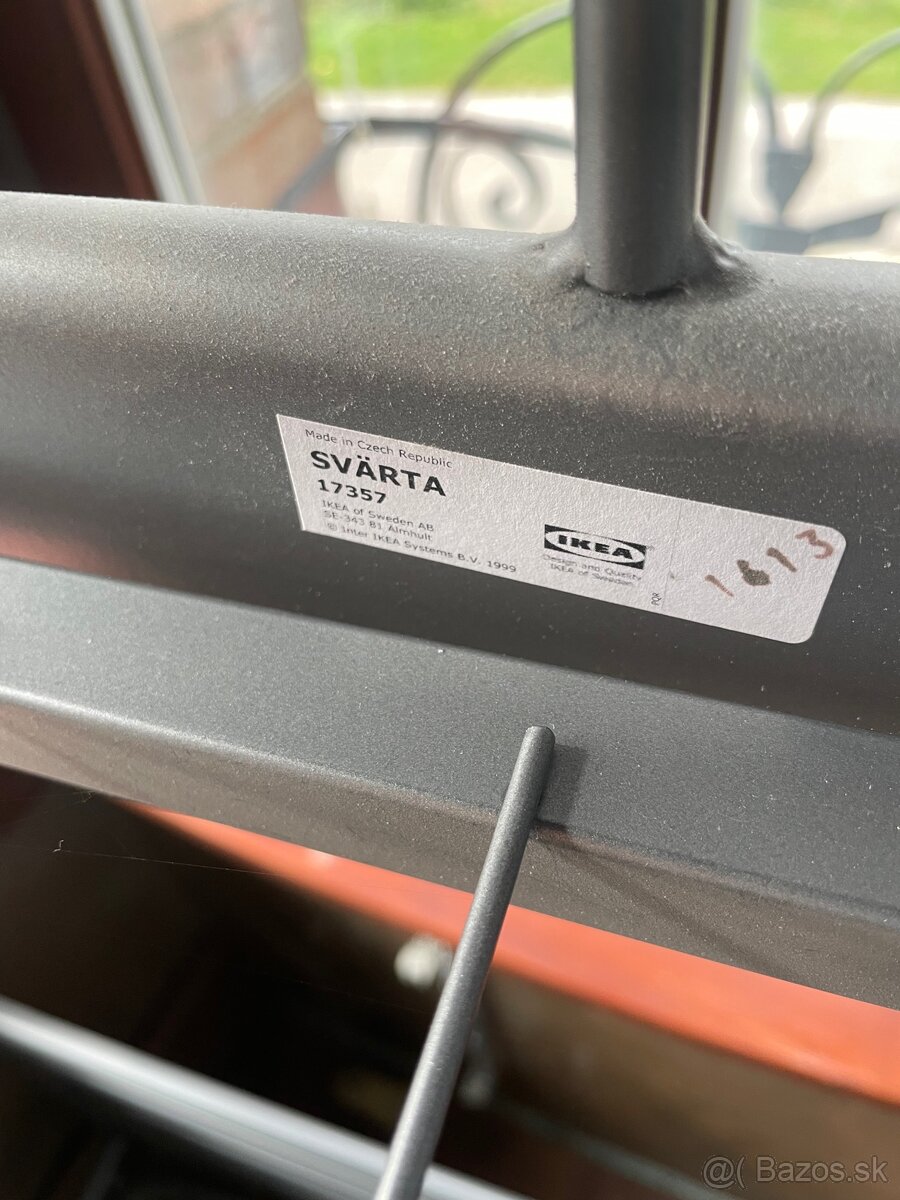 Made in Czech Republic
SVÄRTA
17357
IKEA of Sweden AB
SE-343 81 Älmhult
© Inter IKEA Systems B.V. 1999
IKEA
Design and Quality
IKEA of Sweden
PQR
1613
@( Bazos.sk